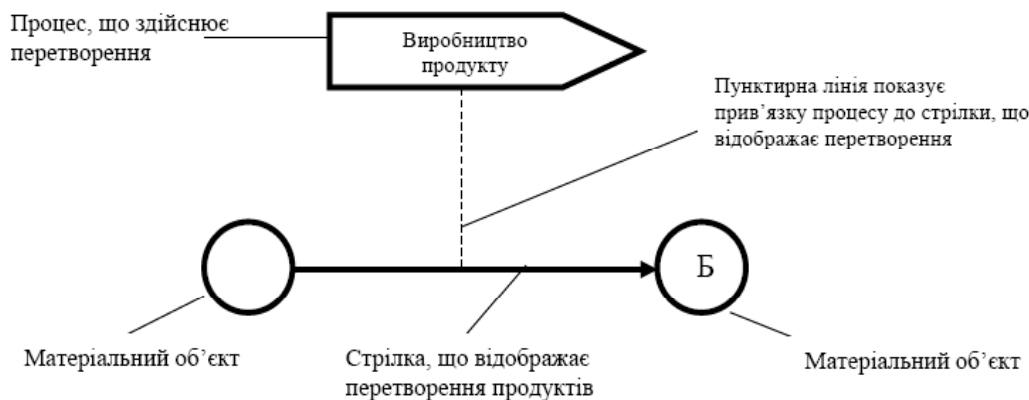 Процес, що здійснює
перетворення
Виробництво
продукту
Пунктирна лінія показує
прив’язку процесу до стрілки, що
відображає перетворення
Б
Матеріальний об’єкт
Стрілка, що відображає
перетворення продуктів
Матеріальний об’єкт